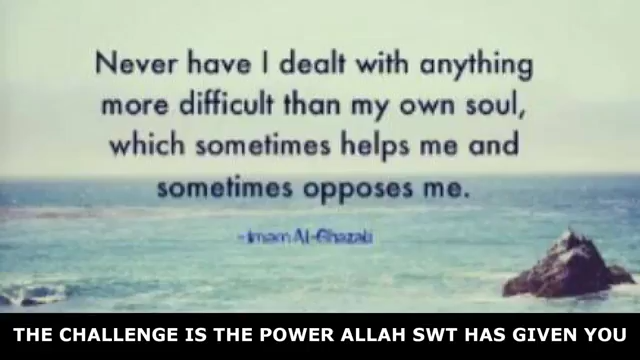 Never have I dealt with anything
more difficult than my own soul,
which sometimes helps me and
sometimes opposes me.
- Imam Al-Ghazali
THE CHALLENGE IS THE POWER ALLAH SWT HAS GIVEN YOU